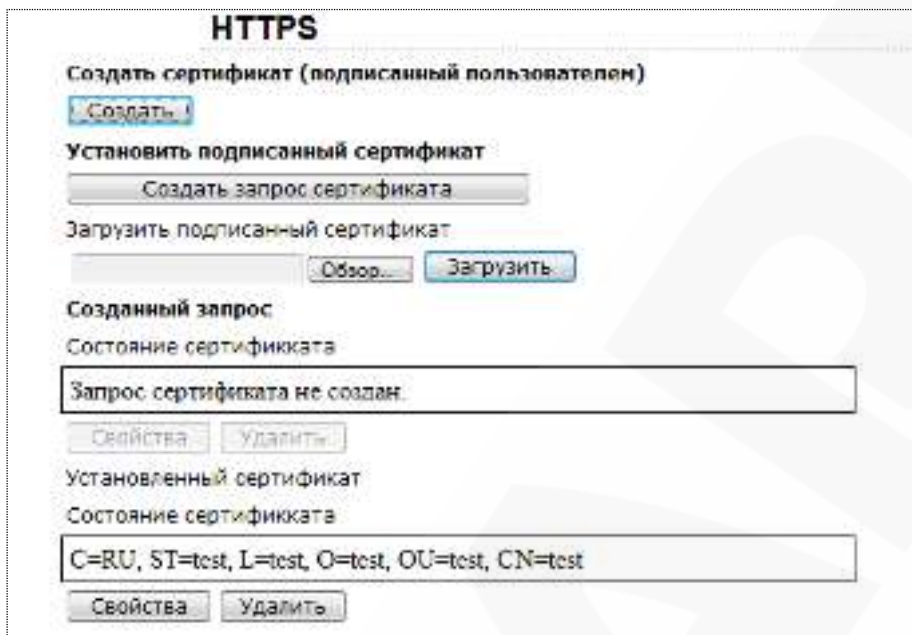 HTTPS
Создать сертификат (подписанный пользователем)
Создать
Установить подписанный сертификат
Создать запрос сертификата
Загрузить подписанный сертификат
Обзор... Загрузить
Созданный запрос
Состояние сертификката
Запрос сертификата не создан.
Свойства Удалить
Установленный сертификат
Состояние сертификката
C=RU, ST=test, L=test, O=test, OU=test, CN=test
Свойства Удалить